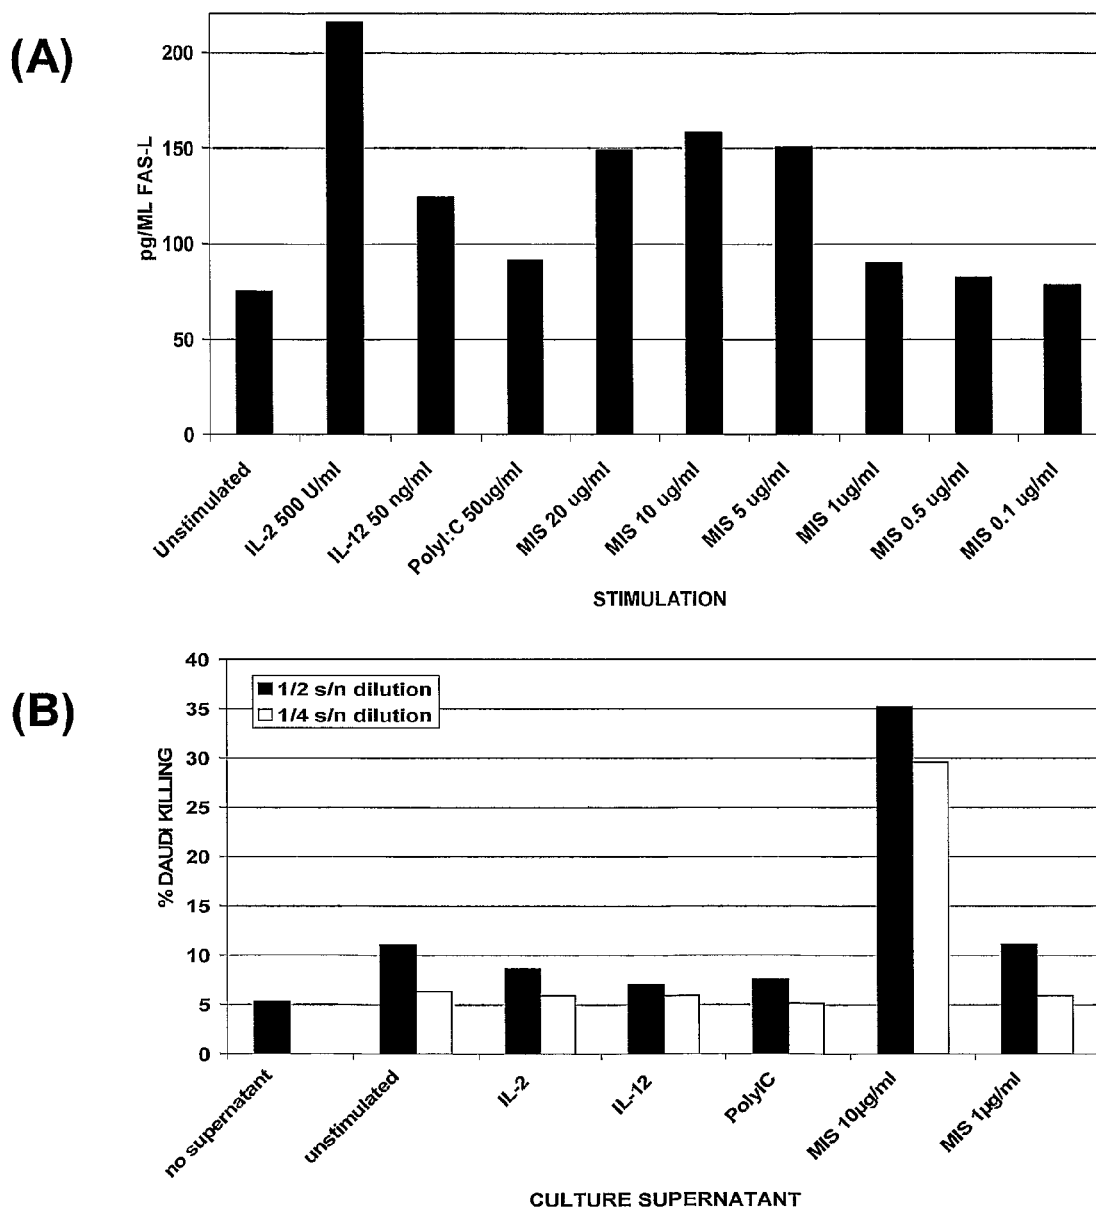 (A)
pg/ML FAS-L
200
150
100
50
0
Unstimulated
IL-2 500 U/ml
IL-12 50 ng/ml
PolyI:C 50ug/ml
MIS 20 ug/ml
MIS 10 ug/ml
MIS 5 ug/ml
MIS 1ug/ml
MIS 0.5 ug/ml
MIS 0.1 ug/ml
STIMULATION
(B)
% DAUDI KILLING
40
35
30
25
20
15
10
5
0
1/2 s/n dilution
1/4 s/n dilution
no supernatant
unstimulated
IL-2
IL-12
PolyIC
MIS 10µg/ml
MIS 1µg/ml
CULTURE SUPERNATANT